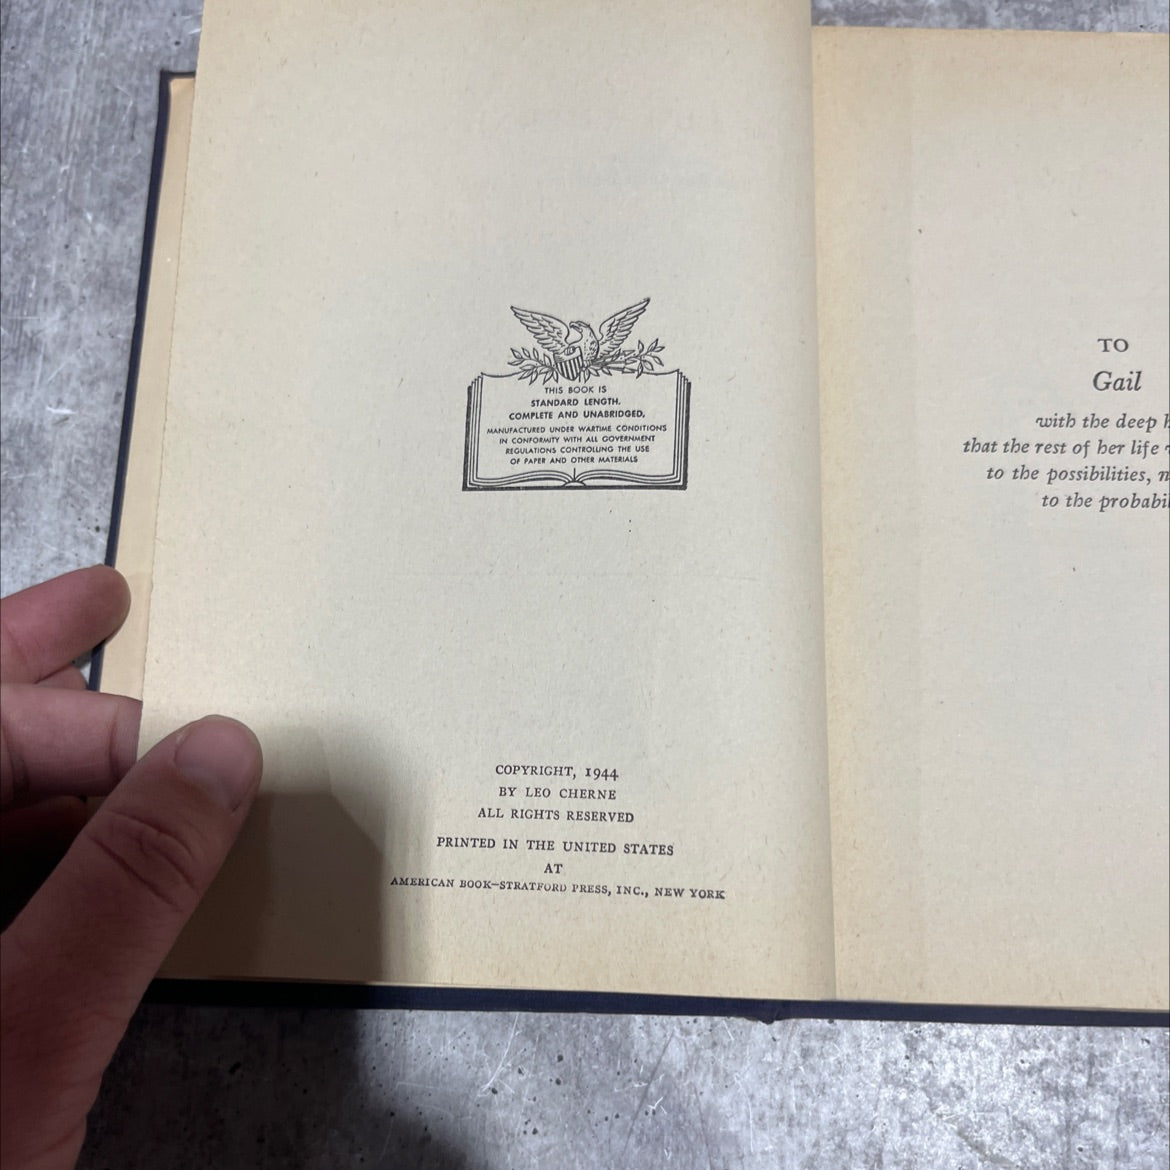 THIS BOOK IS
STANDARD LENGTH,
COMPLETE AND UNABRIDGED,
MANUFACTURED UNDER WARTIME CONDITIONS
IN CONFORMITY WITH ALL GOVERNMENT
REGULATIONS CONTROLLING THE USE
OF PAPER AND OTHER MATERIALS
COPYRIGHT, 1944
BY LEO CHERNE
ALL RIGHTS RESERVED
PRINTED IN THE UNITED STATES
AT
AMERICAN BOOK—STRATFORD PRESS, INC., NEW YORK
TO
Gail
with the deep
that the rest of her life
to the possibilities,
to the